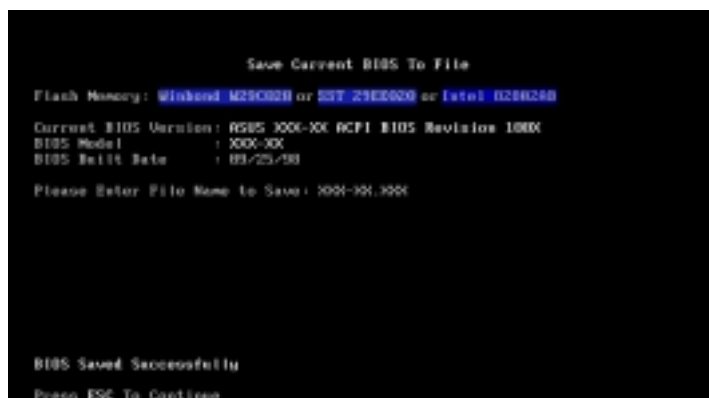 Save Current BIOS To File
Flash Memory: Winbond W29C020 or SST 29EE020 or Intel
Current BIOS Version: ASUS XXX-XX ACPI BIOS Revision 100X
BIOS Model : XXX-XX
BIOS Built Date : 09/25/98
Please Enter File Name to Save: XXX-XX.XXX
BIOS Saved Successfully
Press ESC To Continue